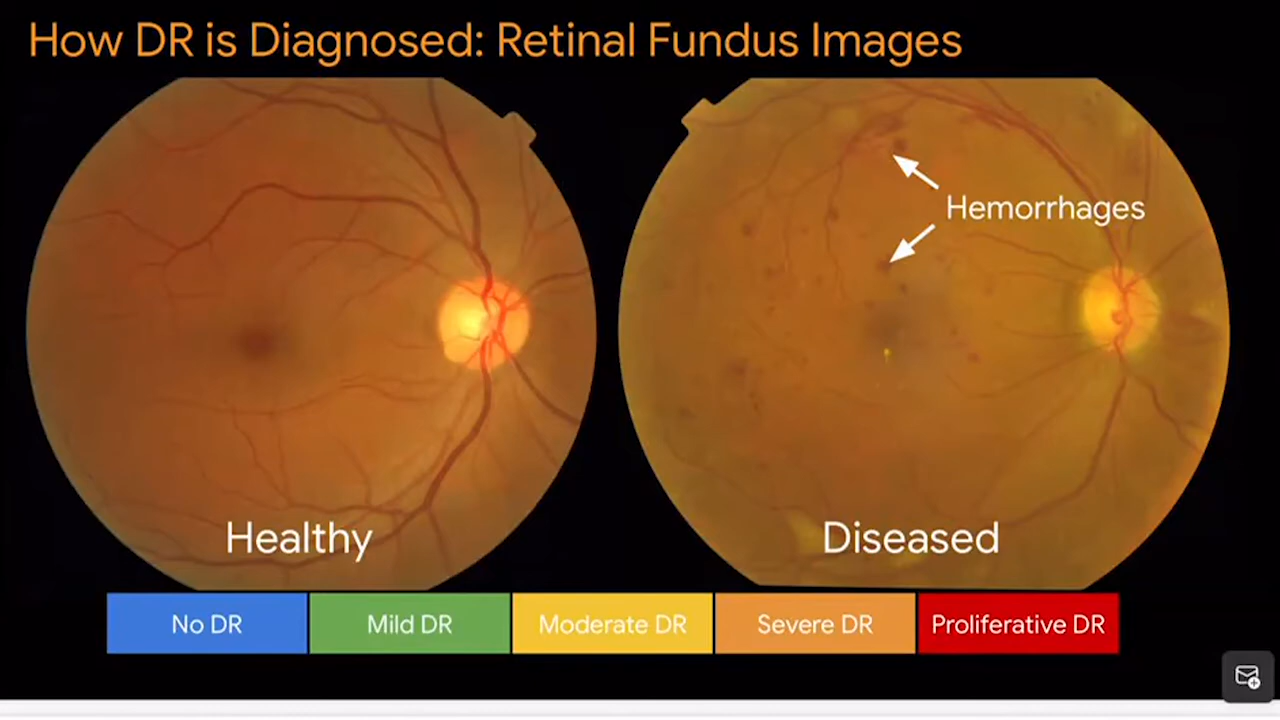 How DR is Diagnosed: Retinal Fundus Images
Hemorrhages
Healthy
Diseased
No DR
Mild DR
Moderate DR
Severe DR
Proliferative DR